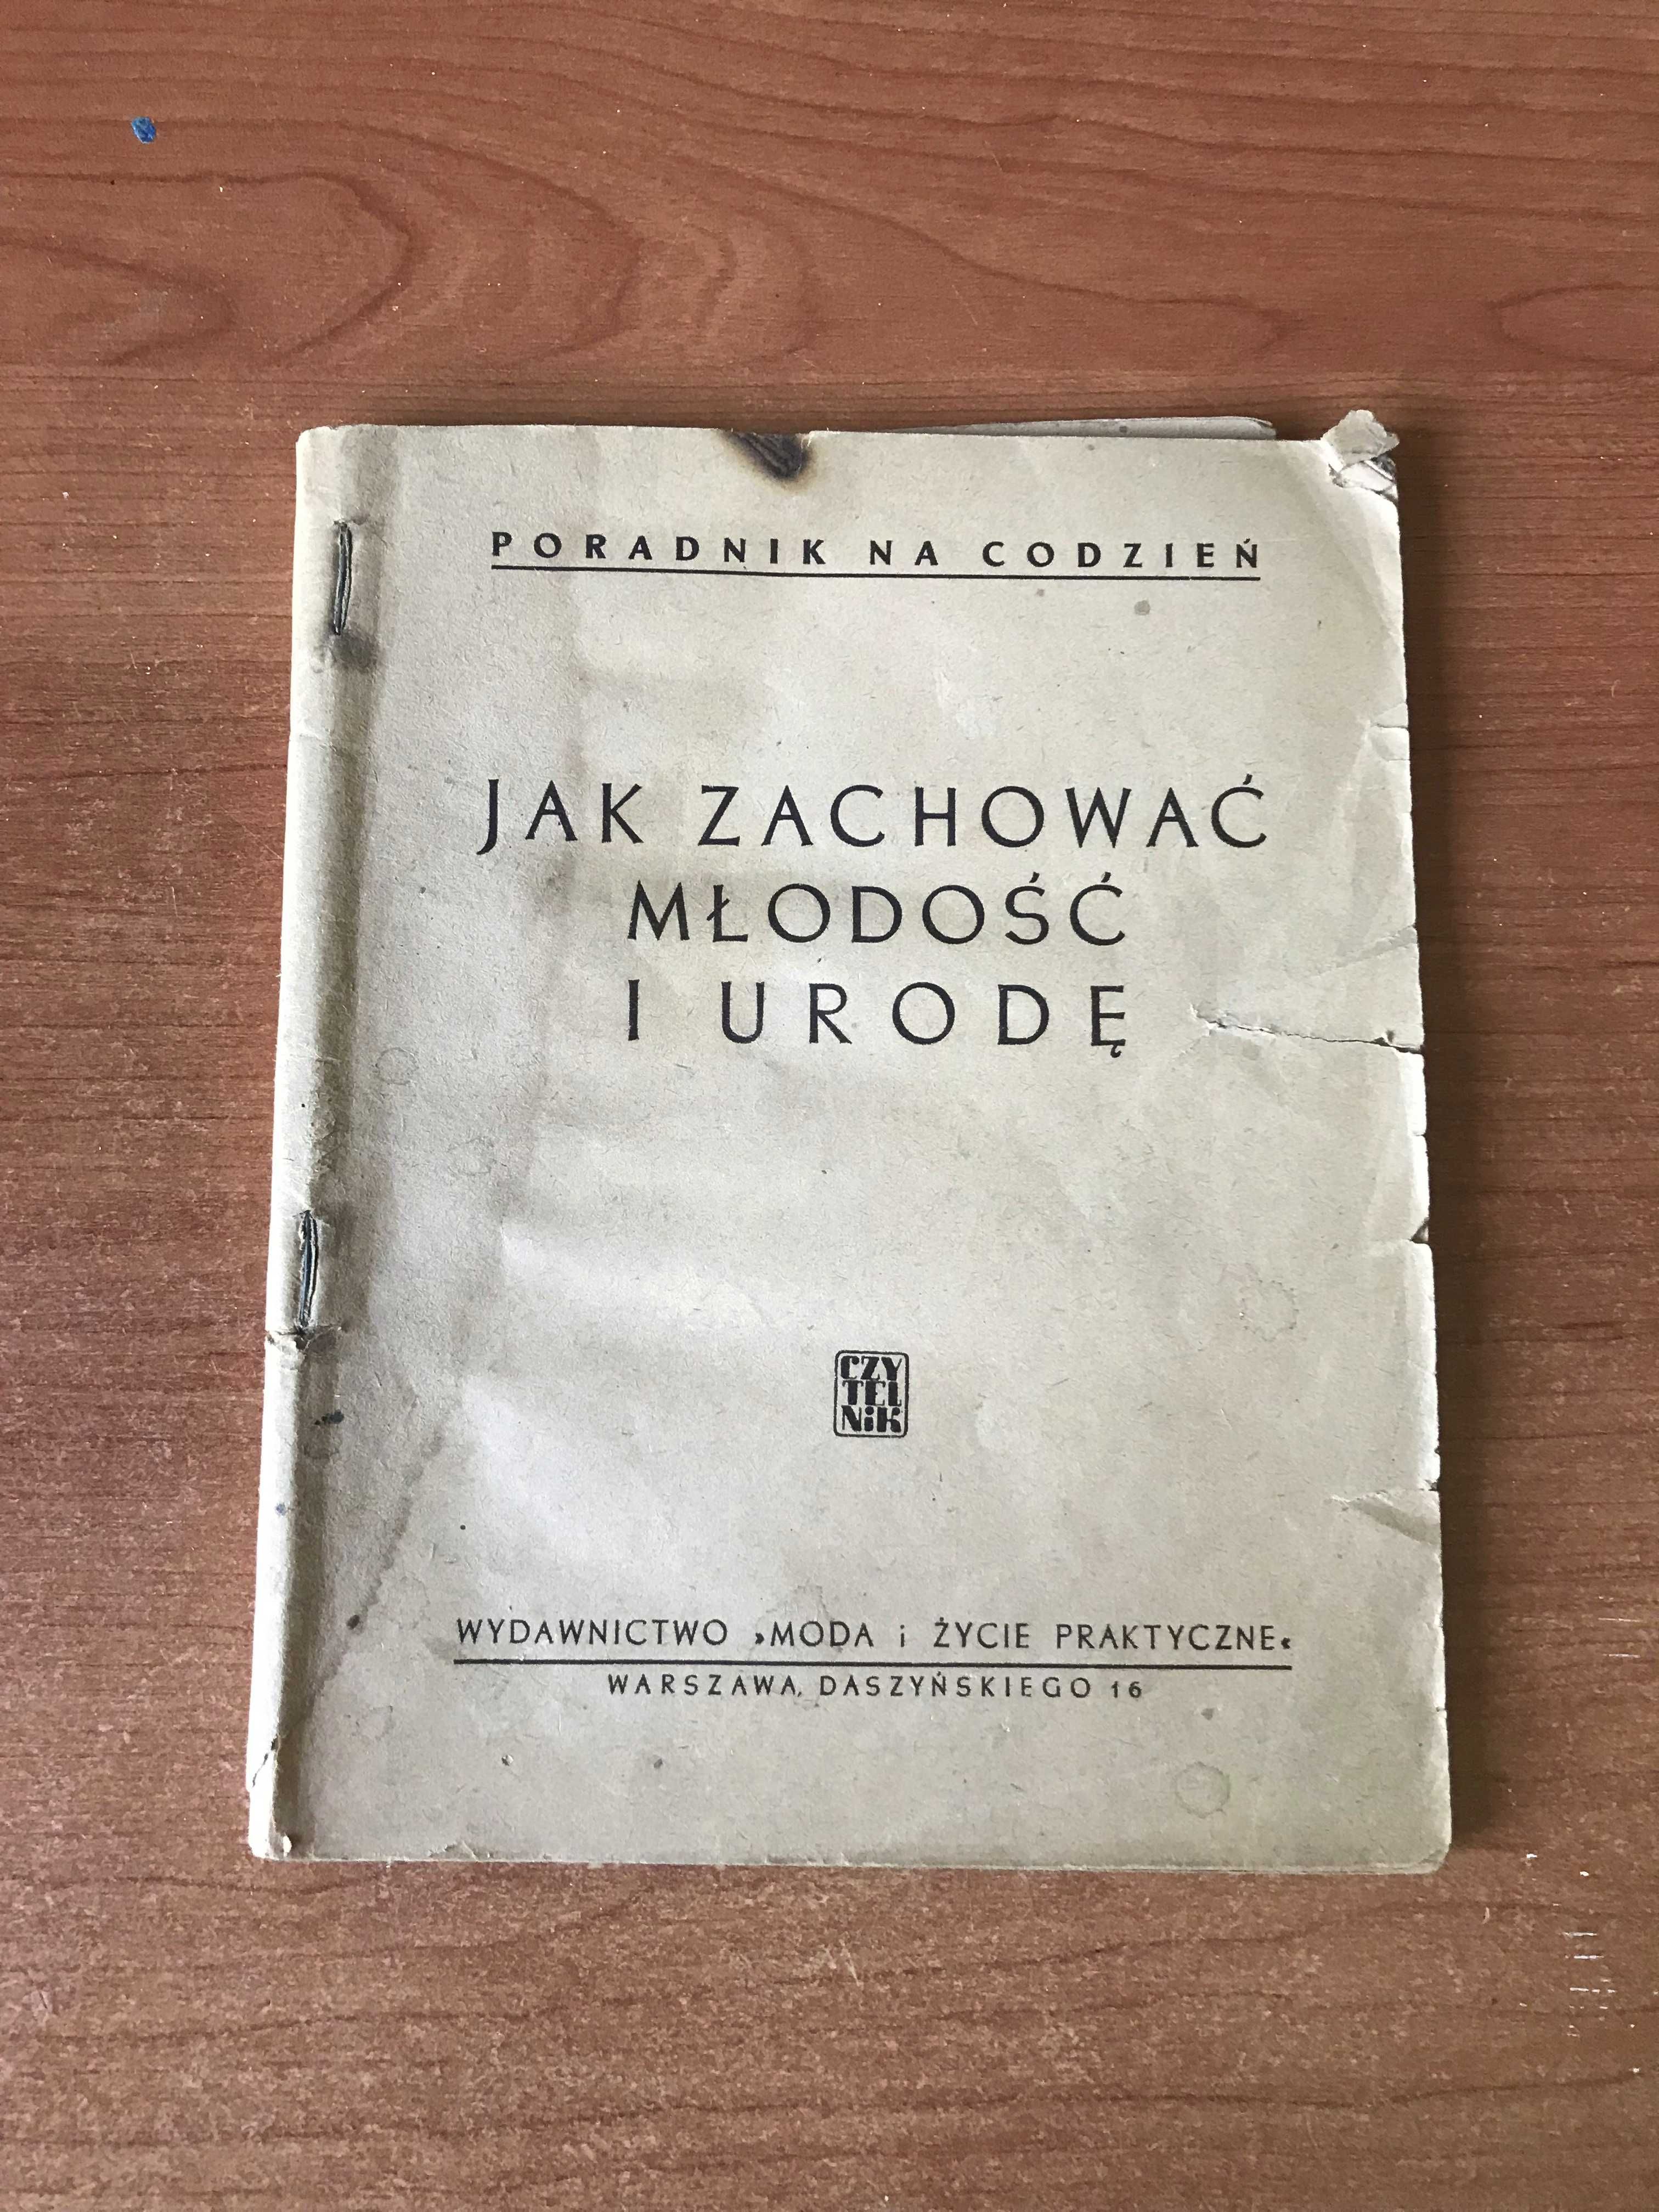 PORADNIK NA CODZIEŃ
JAK ZACHOWAĆ
MŁODOŚĆ
I URODĘ
CZY
TEL
NiK
WYDAWNICTWO »MODA i ŻYCIE PRAKTYCZNE«
WARSZAWA, DASZYŃSKIEGO 16